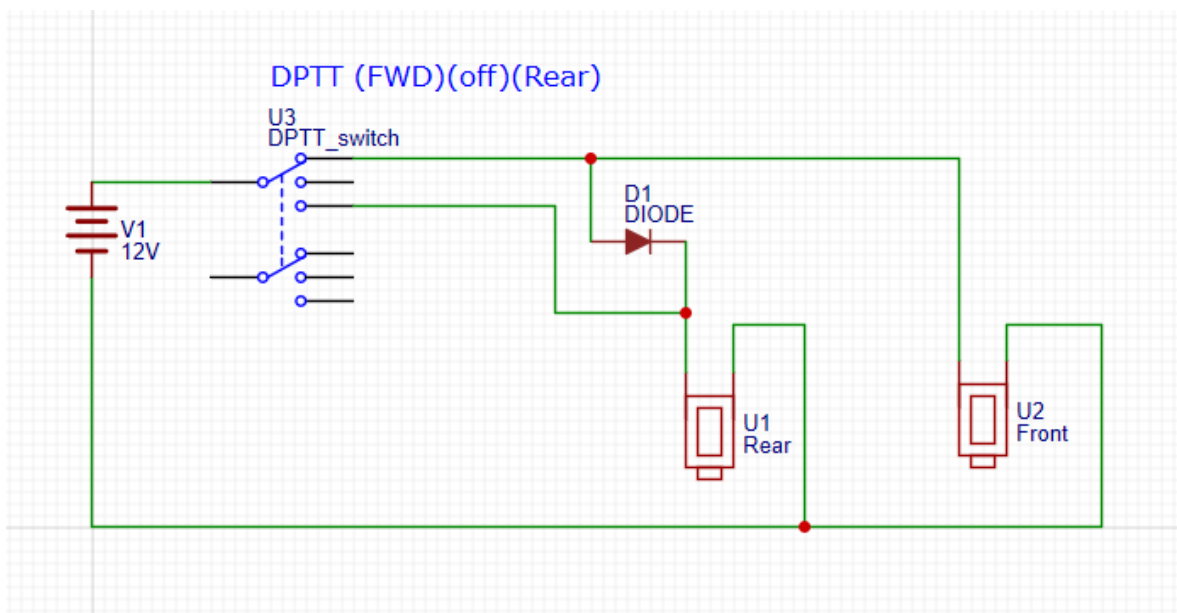 DPTT (FWD)(off)(Rear)
U3
DPTT_switch
D1
DIODE
V1
12V
U1
Rear
U2
Front